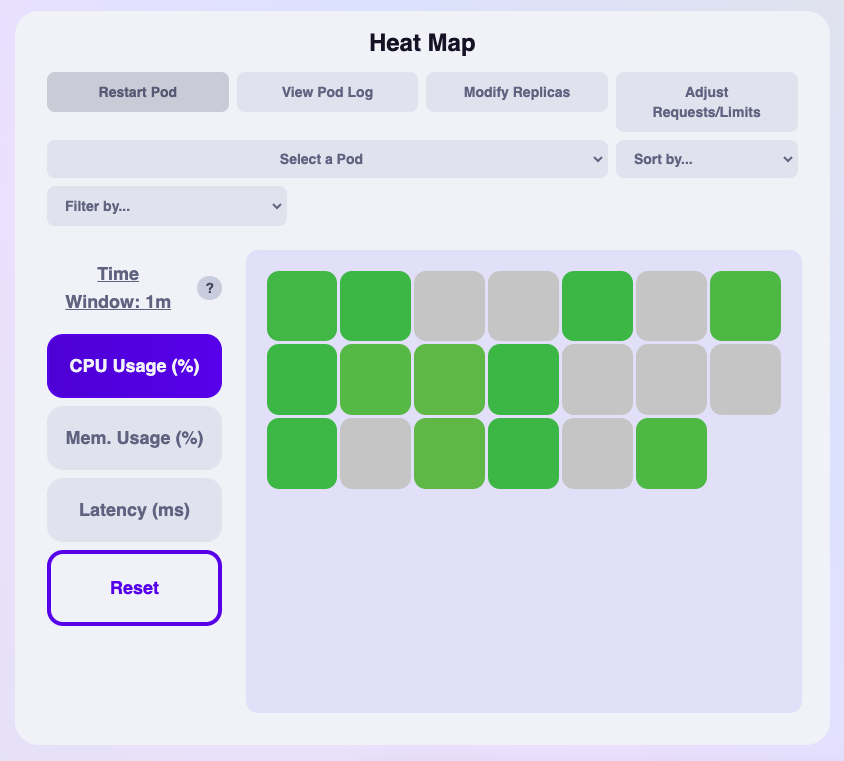 Heat Map
Restart Pod
View Pod Log
Modify Replicas
Adjust
Requests/Limits
Select a Pod
Sort by...
Filter by...
Time
Window: 1m
?
CPU Usage (%)
Mem. Usage (%)
Latency (ms)
Reset